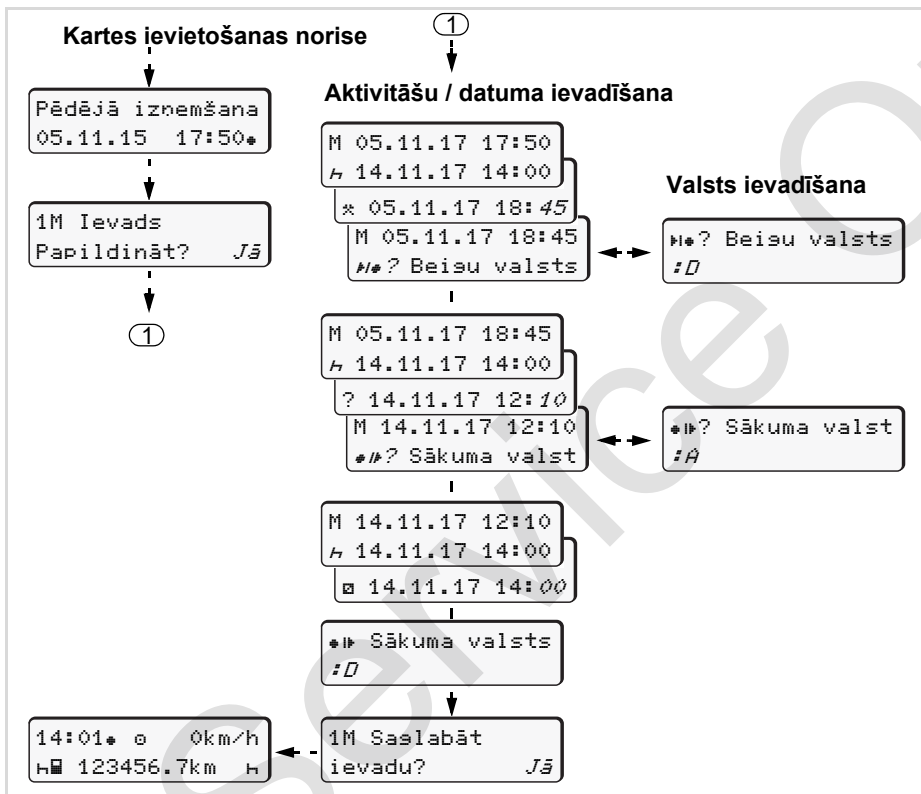 Kartes ievietošanas norise
Pēdējā izņemšana
05.11.15 17:50
1M Ievads
Papildināt? Jā
1
1
Aktivitāšu / datuma ievadīšana
M 05.11.17 17:50
14.11.17 14:00
05.11.17 18:45
M 05.11.17 18:45
? Beigu valsts
Valsts ievadīšana
? Beigu valsts
:D
M 05.11.17 18:45
14.11.17 14:00
? 14.11.17 12:10
M 14.11.17 12:10
? Sākuma valst
? Sākuma valst
:A
M 14.11.17 12:10
14.11.17 14:00
14.11.17 14:00
Sākuma valsts
:D
1M Saglabāt
ievadu? Jā
14:01 0km/h
123456.7km
Service O